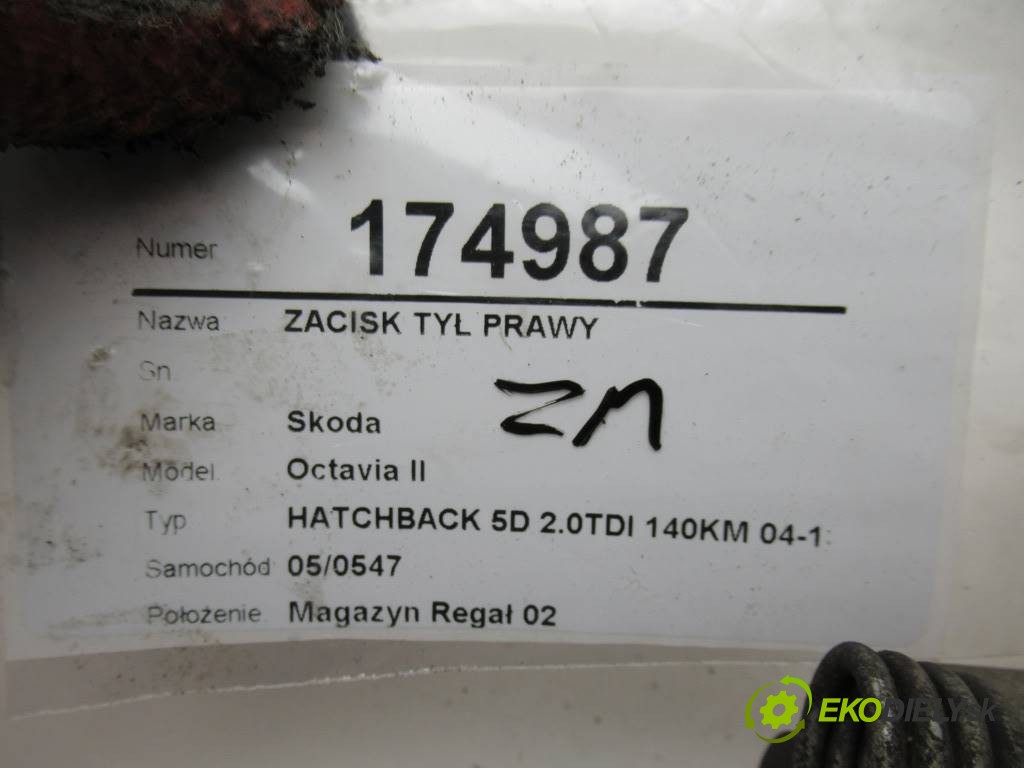 Numer 174987
Nazwa ZACISK TYŁ PRAWY
Sn
Marka Skoda
ZM
Model Octavia II
Typ HATCHBACK 5D 2.0TDI 140KM 04-1
Samochód 05/0547
Położenie Magazyn Regał 02
EKODIELY.SK